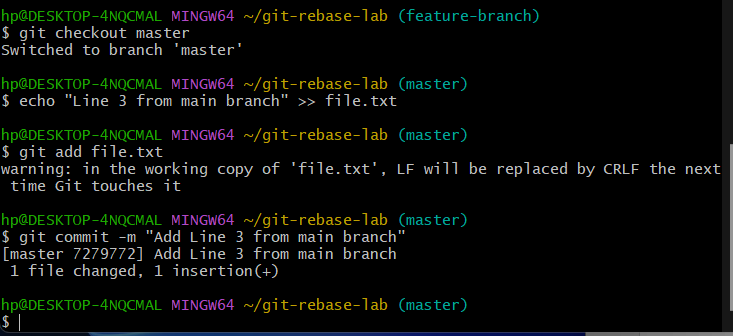 hp@DESKTOP-4NQCMAL MINGW64 ~/git-rebase-lab (feature-branch)
$ git checkout master
Switched to branch 'master'
hp@DESKTOP-4NQCMAL MINGW64 ~/git-rebase-lab (master)
$ echo "Line 3 from main branch" >> file.txt
hp@DESKTOP-4NQCMAL MINGW64 ~/git-rebase-lab (master)
$ git add file.txt
warning: in the working copy of 'file.txt', LF will be replaced by CRLF the next
 time Git touches it
hp@DESKTOP-4NQCMAL MINGW64 ~/git-rebase-lab (master)
$ git commit -m "Add Line 3 from main branch"
[master 7279772] Add Line 3 from main branch
 1 file changed, 1 insertion(+)
hp@DESKTOP-4NQCMAL MINGW64 ~/git-rebase-lab (master)
$